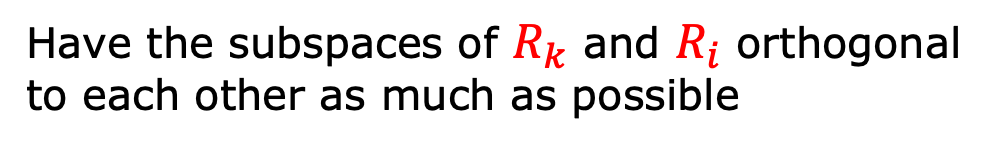 Have the subspaces of Rₖ and Rᵢ orthogonal
to each other as much as possible